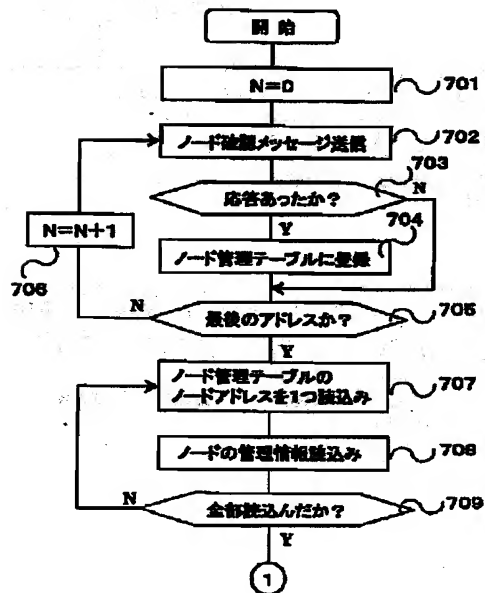 開始
N=0
701
ノード確認メッセージ送信
702
703
応答あったか？
N
Y
704
N=N+1
706
ノード管理テーブルに登録
N
最後のアドレスか？
705
Y
ノード管理テーブルの
ノードアドレスを1つ読込み
707
ノードの管理情報読込み
708
N
全部読込んだか？
709
Y
1